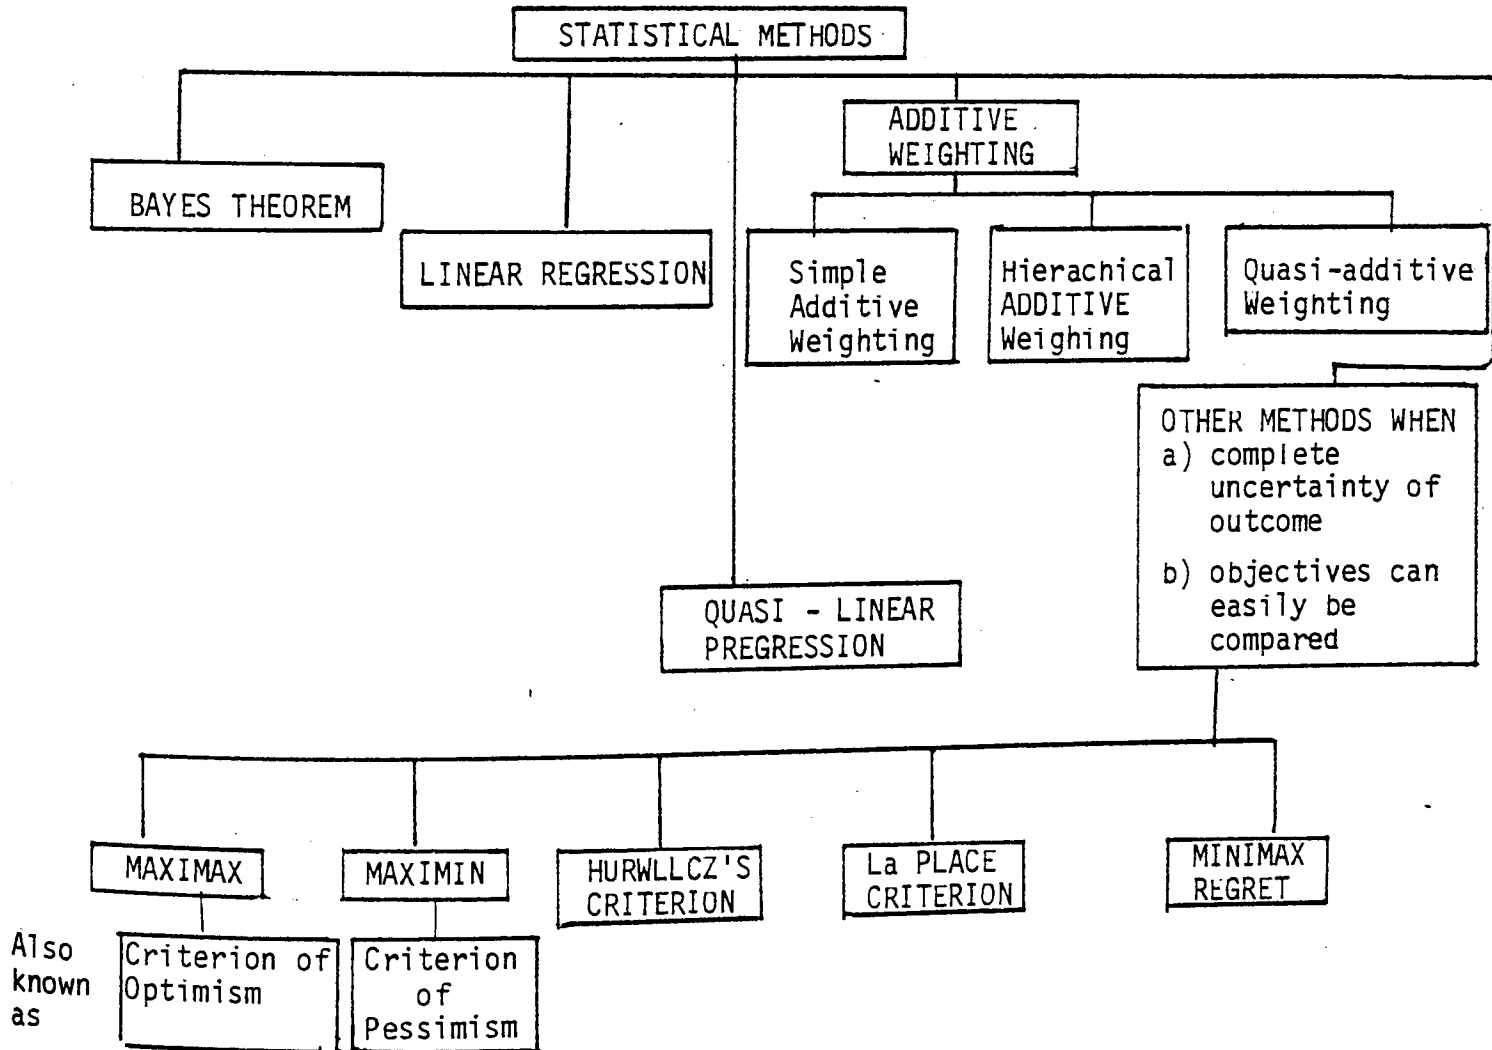 STATISTICAL METHODS
ADDITIVE
WEIGHTING
BAYES THEOREM
LINEAR REGRESSION
Simple
Additive
Weighting
Hierachical
ADDITIVE
Weighing
Quasi-additive
Weighting
OTHER METHODS WHEN
a) complete
uncertainty of
outcome
b) objectives can
easily be
compared
QUASI - LINEAR
PREGRESSION
MAXIMAX
MAXIMIN
HURWLLCZ'S
CRITERION
La PLACE
CRITERION
MINIMAX
REGRET
Also
known
as
Criterion of
Optimism
Criterion
of
Pessimism